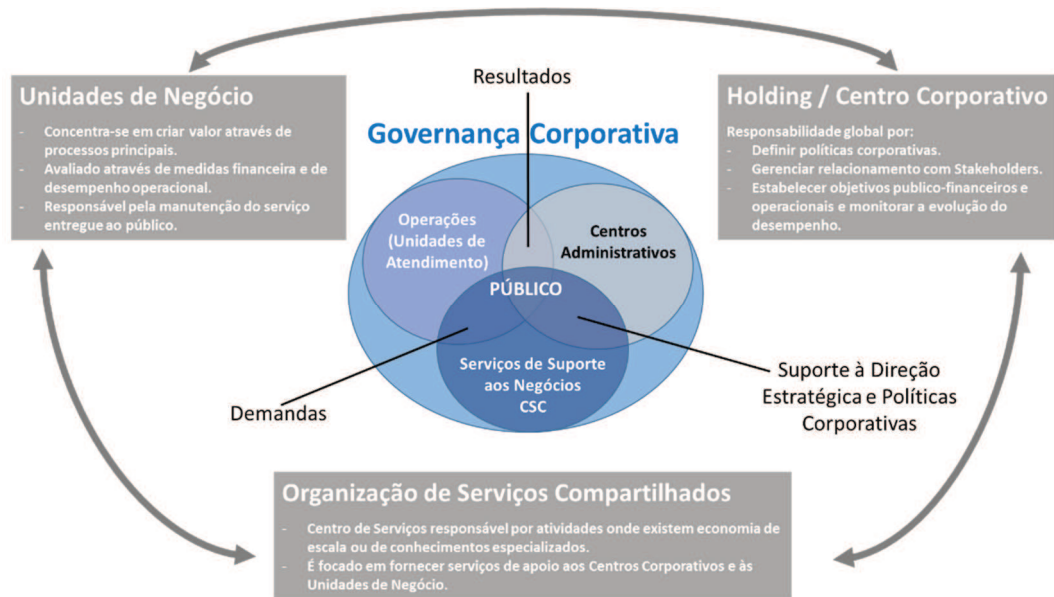 Resultados
Unidades de Negócio
- Concentra-se em criar valor através de
processos principais.
- Avaliado através de medidas financeira e de
desempenho operacional.
- Responsável pela manutenção do serviço
entregue ao público.
Holding / Centro Corporativo
Responsabilidade global por:
- Definir políticas corporativas.
- Gerenciar relacionamento com Stakeholders.
- Estabelecer objetivos publico-financeiros e
operacionais e monitorar a evolução do
desempenho.
Governança Corporativa
Operações
(Unidades de
Atendimento)
Centros
Administrativos
PÚBLICO
Serviços de Suporte
aos Negócios
CSC
Demandas
Suporte à Direção
Estratégica e Políticas
Corporativas
Organização de Serviços Compartilhados
- Centro de Serviços responsável por atividades onde existem economia de
escala ou de conhecimentos especializados.
- É focado em fornecer serviços de apoio aos Centros Corporativos e às
Unidades de Negócio.